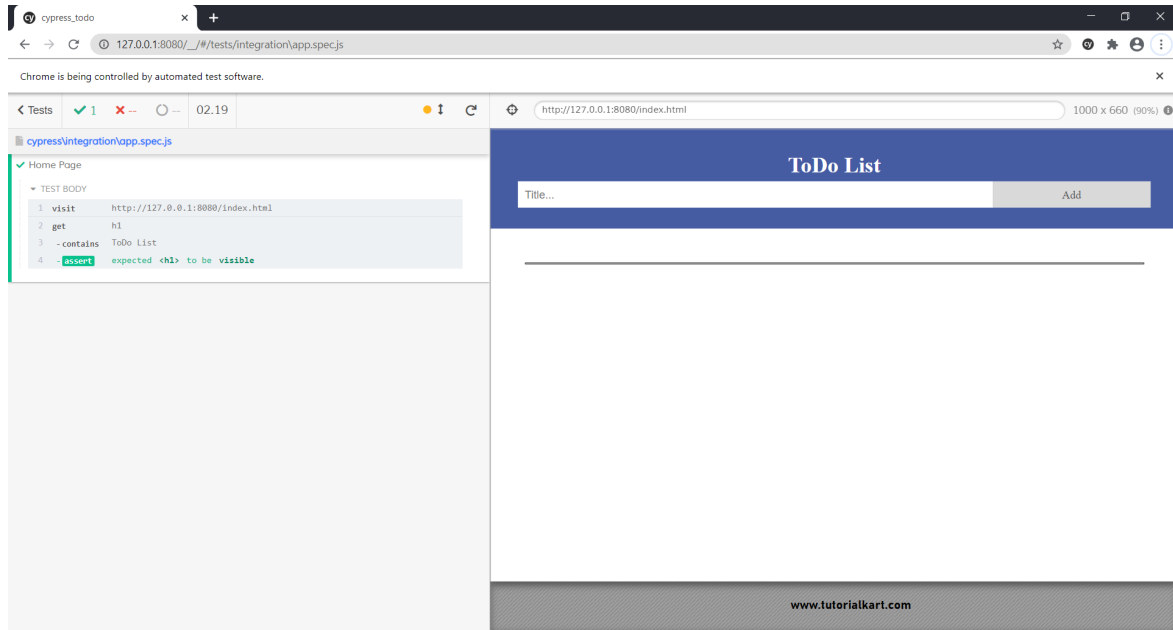 cypress_todo
127.0.0.1:8080/__/#/tests/integration\app.spec.js
Chrome is being controlled by automated test software.
Tests 1 -- -- 02.19
http://127.0.0.1:8080/index.html 1000 x 660 (90%)
cypress\integration\app.spec.js
Home Page
TEST BODY
1 visit http://127.0.0.1:8080/index.html
2 get h1
3 -contains ToDo List
4 -assert expected <h1> to be visible
ToDo List
Title... Add
www.tutorialkart.com